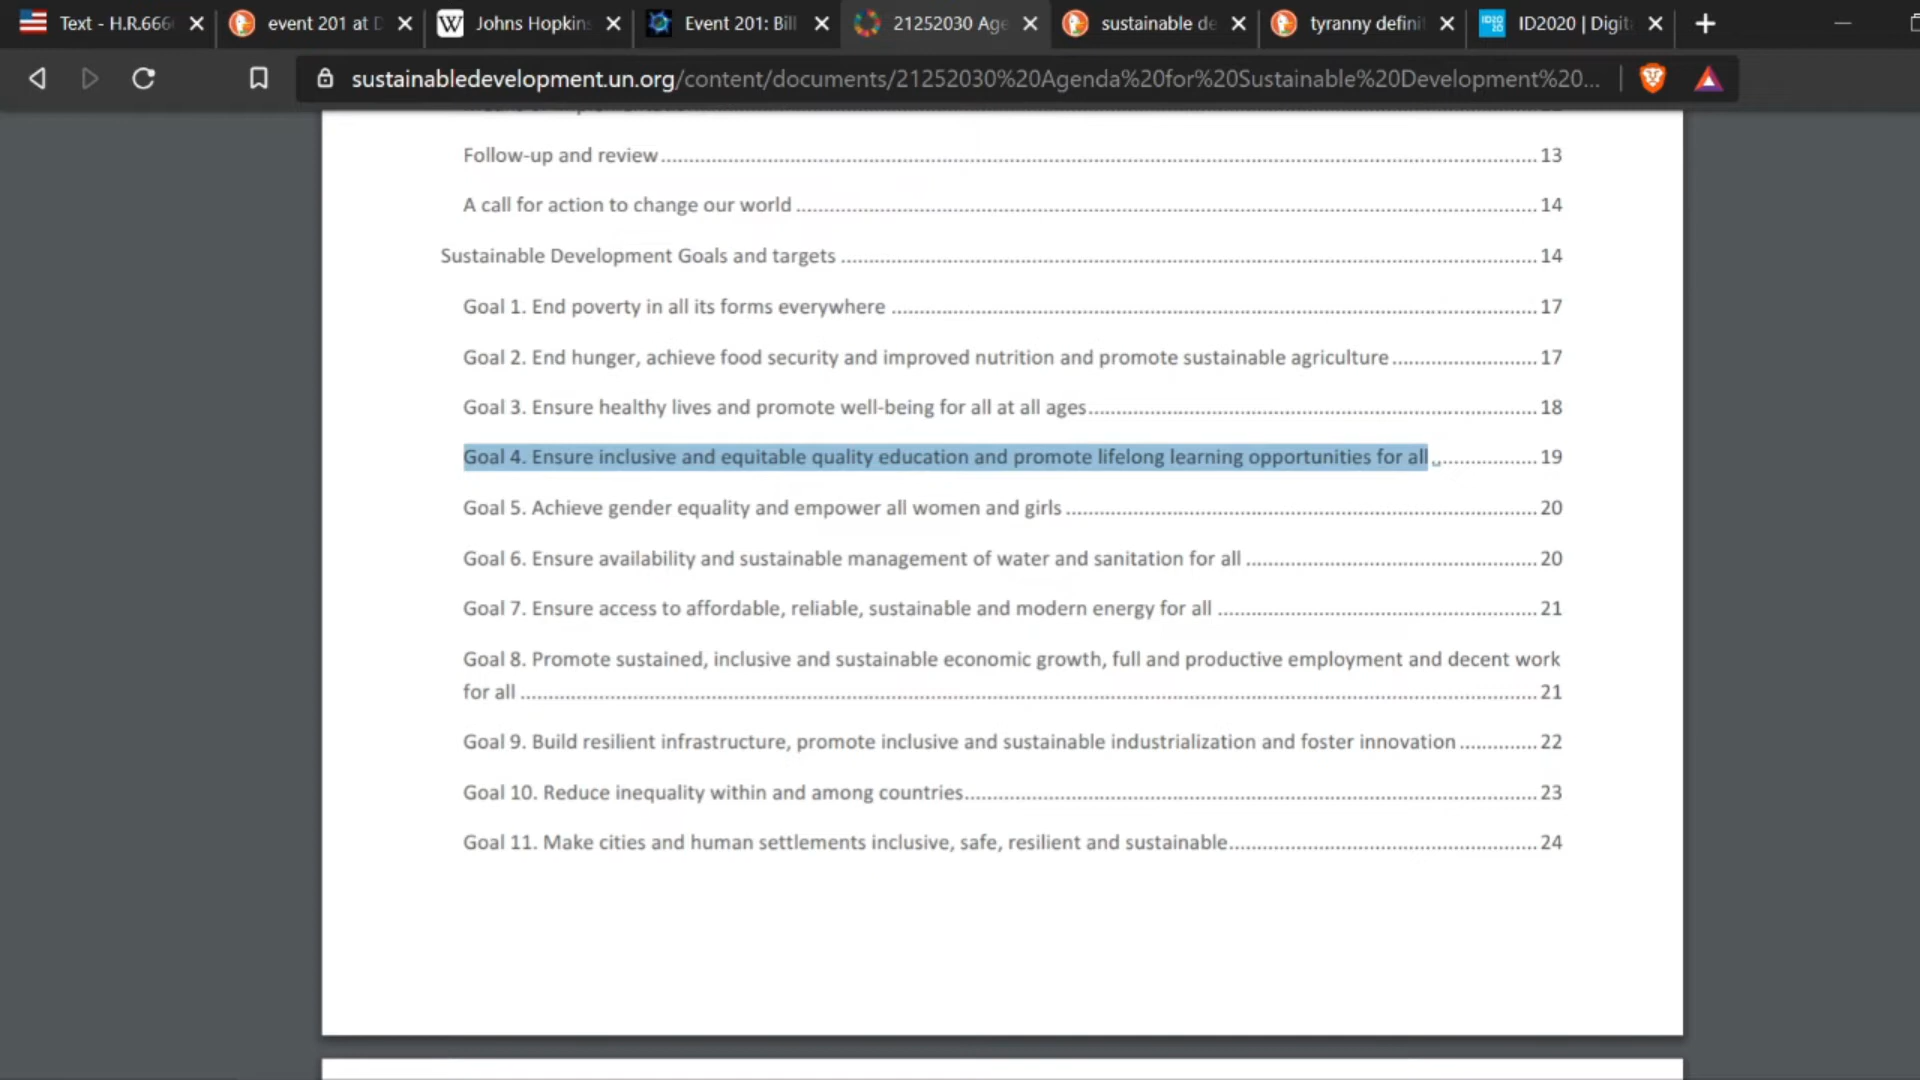 Text - H.R.666
event 201 at D
Johns Hopkins
Event 201: Bill
21252030 Age
sustainable de
tyranny defini
ID2020 | Digit
sustainabledevelopment.un.org/content/documents/21252030%20Agenda%20for%20Sustainable%20Development%20...
Follow-up and review 13
A call for action to change our world 14
Sustainable Development Goals and targets 14
Goal 1. End poverty in all its forms everywhere 17
Goal 2. End hunger, achieve food security and improved nutrition and promote sustainable agriculture 17
Goal 3. Ensure healthy lives and promote well-being for all at all ages 18
Goal 4. Ensure inclusive and equitable quality education and promote lifelong learning opportunities for all 19
Goal 5. Achieve gender equality and empower all women and girls 20
Goal 6. Ensure availability and sustainable management of water and sanitation for all 20
Goal 7. Ensure access to affordable, reliable, sustainable and modern energy for all 21
Goal 8. Promote sustained, inclusive and sustainable economic growth, full and productive employment and decent work
for all 21
Goal 9. Build resilient infrastructure, promote inclusive and sustainable industrialization and foster innovation 22
Goal 10. Reduce inequality within and among countries 23
Goal 11. Make cities and human settlements inclusive, safe, resilient and sustainable 24